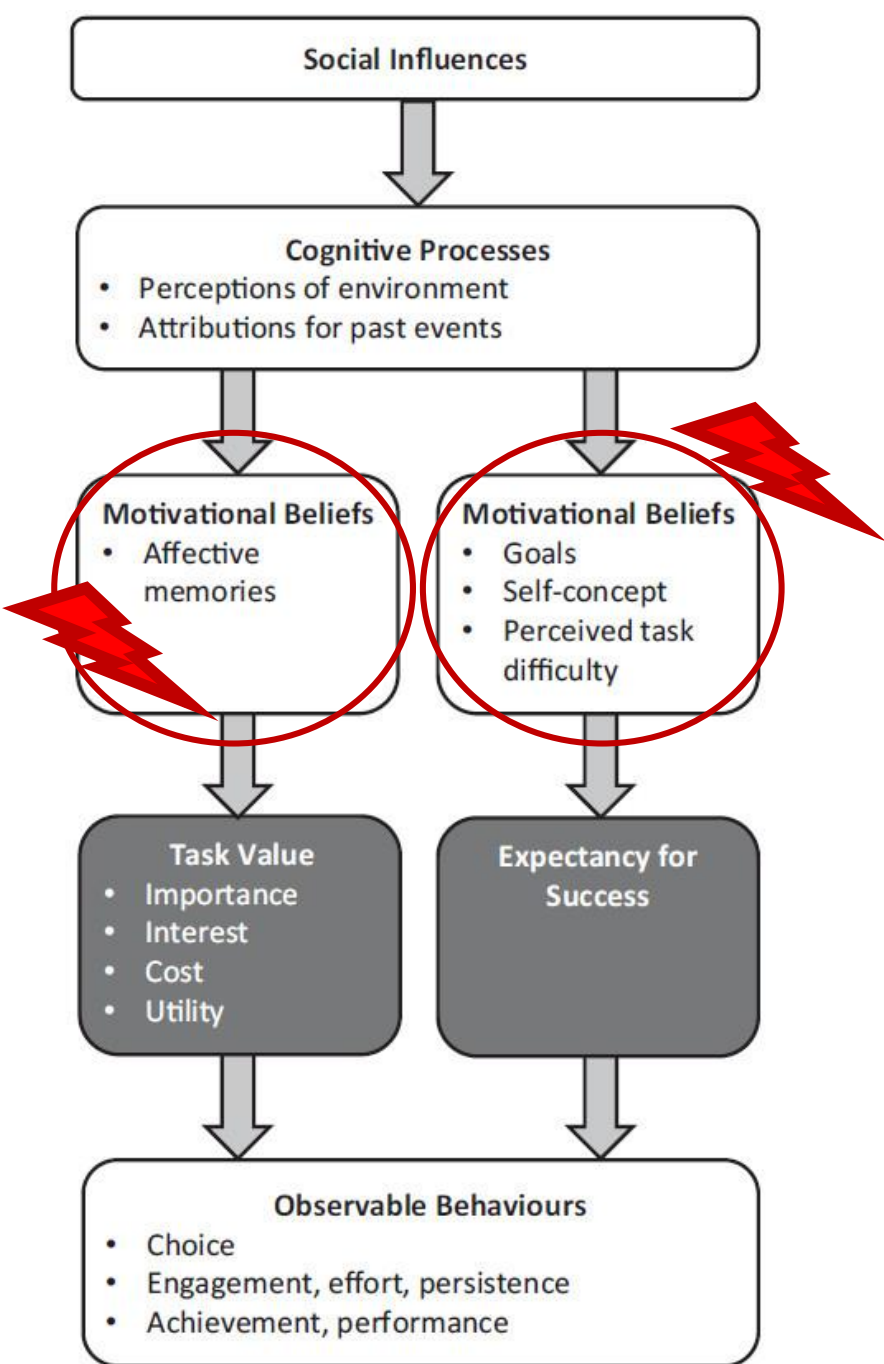 Social Influences
Cognitive Processes
• Perceptions of environment
• Attributions for past events
Motivational Beliefs
• Affective
memories
Motivational Beliefs
• Goals
• Self-concept
• Perceived task
difficulty
Task Value
• Importance
• Interest
• Cost
• Utility
Expectancy for
Success
Observable Behaviours
• Choice
• Engagement, effort, persistence
• Achievement, performance